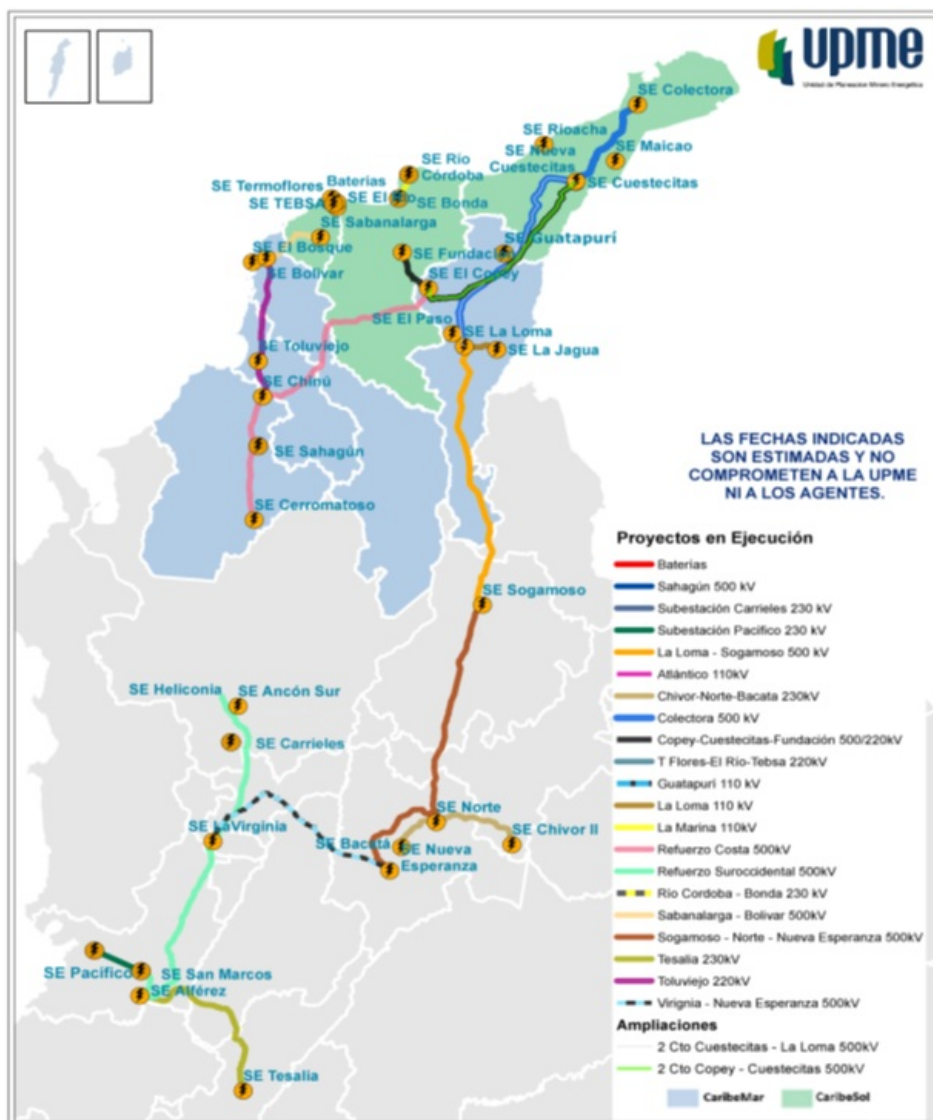 upme
Unidad de Planeación Minero Energética
SE Colectora
SE Rioacha
SE Nueva
Cuestecitas
SE Maicao
SE Cuestecitas
SE Río
Córdoba
Baterías
SE Termoflores
SE El
SE Bonda
SE TEBSA
SE Sabanalarga
SE Guatapurí
SE El Bosque
SE Fundación
SE Bolívar
SE El Copey
SE El Paso
SE La Loma
SE La Jagua
SE Toluviejo
SE Chinú
SE Sahagún
SE Cerromatoso
LAS FECHAS INDICADAS
SON ESTIMADAS Y NO
COMPROMETEN A LA UPME
NI A LOS AGENTES.
SE Sogamoso
SE Heliconia
SE Ancón Sur
SE Carrieles
SE LaVirginia
SE Norte
SE Bacatá
SE Chivor II
SE Nueva
Esperanza
SE Pacifico
SE San Marcos
SE Alférez
SE Tesalia
Proyectos en Ejecución
Baterías
Sahagún 500 kV
Subestación Carrieles 230 kV
Subestación Pacífico 230 kV
La Loma - Sogamoso 500 kV
Atlántico 110kV
Chivor-Norte-Bacata 230kV
Colectora 500 kV
Copey-Cuestecitas-Fundación 500/220kV
T Flores-El Río-Tebsa 220kV
Guatapurí 110 kV
La Loma 110 kV
La Marina 110kV
Refuerzo Costa 500kV
Refuerzo Suroccidental 500kV
Río Cordoba - Bonda 230 kV
Sabanalarga - Bolivar 500kV
Sogamoso - Norte - Nueva Esperanza 500kV
Tesalia 230kV
Toluviejo 220kV
Virignia - Nueva Esperanza 500kV
Ampliaciones
2 Cto Cuestecitas - La Loma 500kV
2 Cto Copey - Cuestecitas 500kV
CaribeMar
CaribeSol